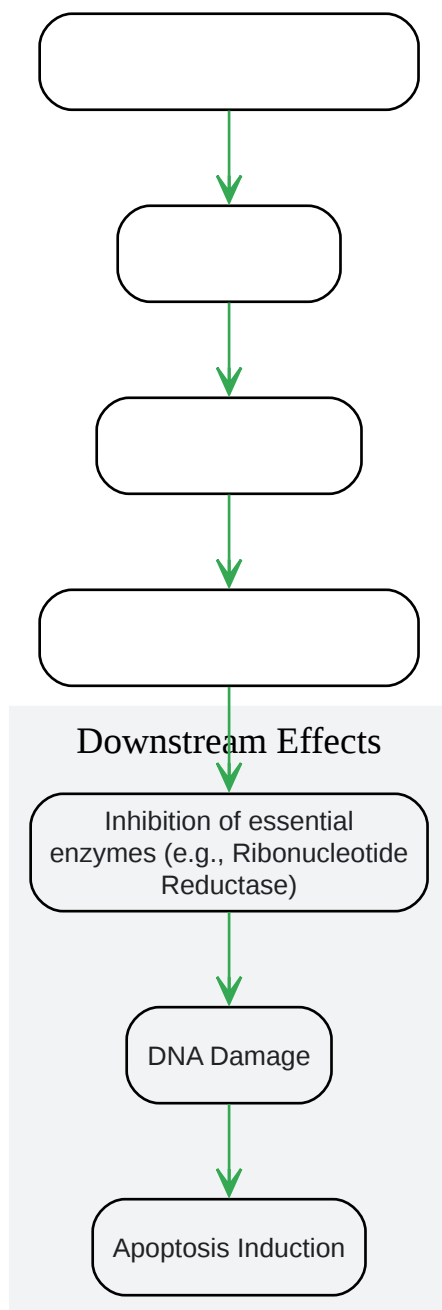 Downstream Effects
Inhibition of essential
enzymes (e.g., Ribonucleotide
Reductase)
DNA Damage
Apoptosis Induction